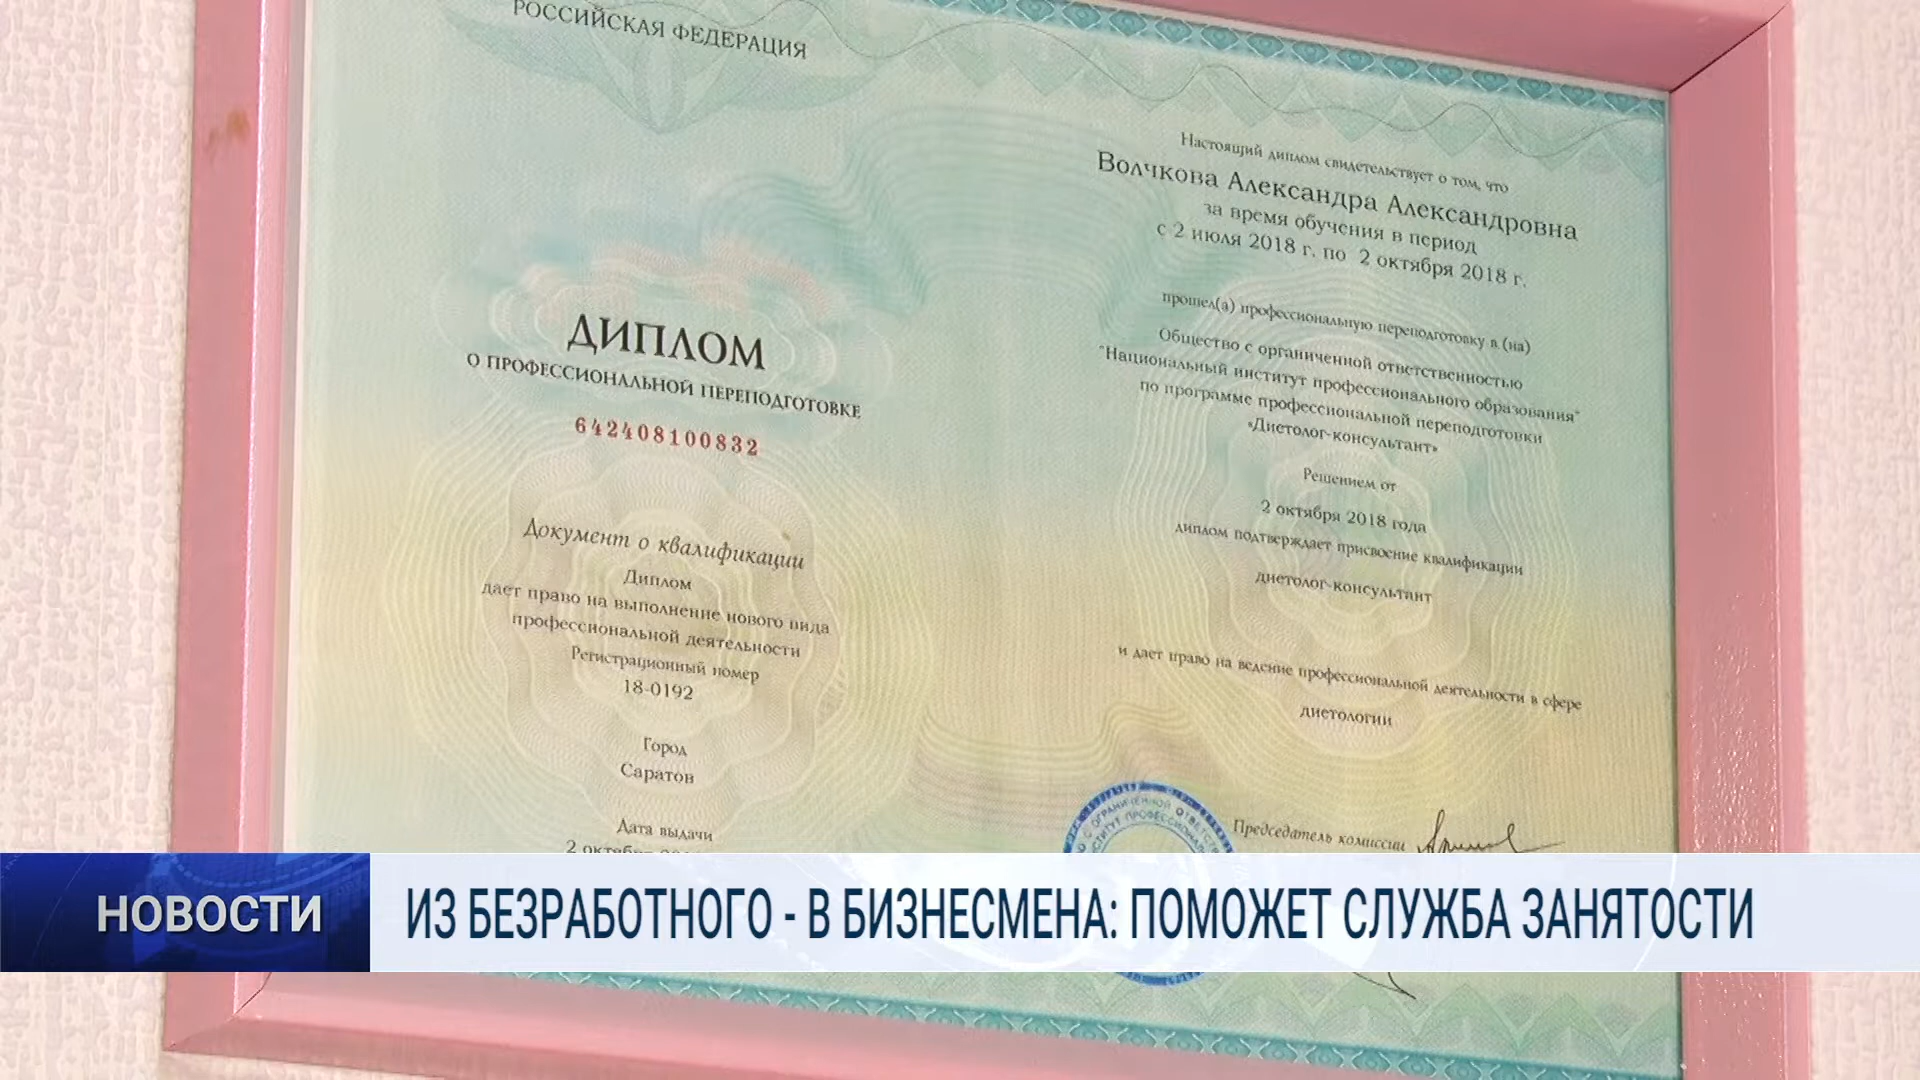 РОССИЙСКАЯ ФЕДЕРАЦИЯ
ДИПЛОМ
О ПРОФЕССИОНАЛЬНОЙ ПЕРЕПОДГОТОВКЕ
642408100832
Документ о квалификации
Диплом
дает право на выполнение нового вида
профессиональной деятельности
Регистрационный номер
18-0192
Город
Саратов
Дата выдачи
Настоящий диплом свидетельствует о том, что
Волчкова Александра Александровна
за время обучения в период
с 2 июля 2018 г. по 2 октября 2018 г.
прошел(а) профессиональную переподготовку в (на)
Общество с органиченной ответственностью
"Национальный институт профессионального образования"
по программе профессиональной переподготовки
«Диетолог-консультант»
Решением от
2 октября 2018 года
диплом подтверждает присвоение квалификации
диетолог-консультант
и дает право на ведение профессиональной деятельности в сфере
диетологии
Председатель комиссии
НОВОСТИ
ИЗ БЕЗРАБОТНОГО - В БИЗНЕСМЕНА: ПОМОЖЕТ СЛУЖБА ЗАНЯТОСТИ